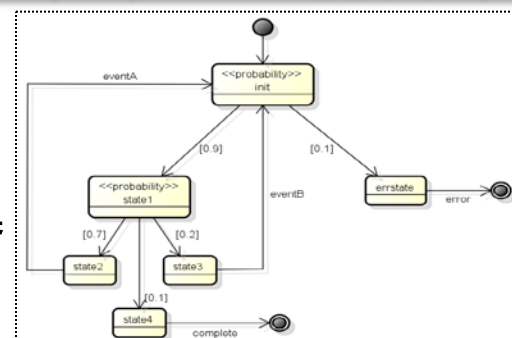 <<probability>>
init
eventA
[0.9]
[0.1]
<<probability>>
state1
eventB
errstate
error
[0.7]
[0.2]
;
state2
state3
[0.1]
state4
complete